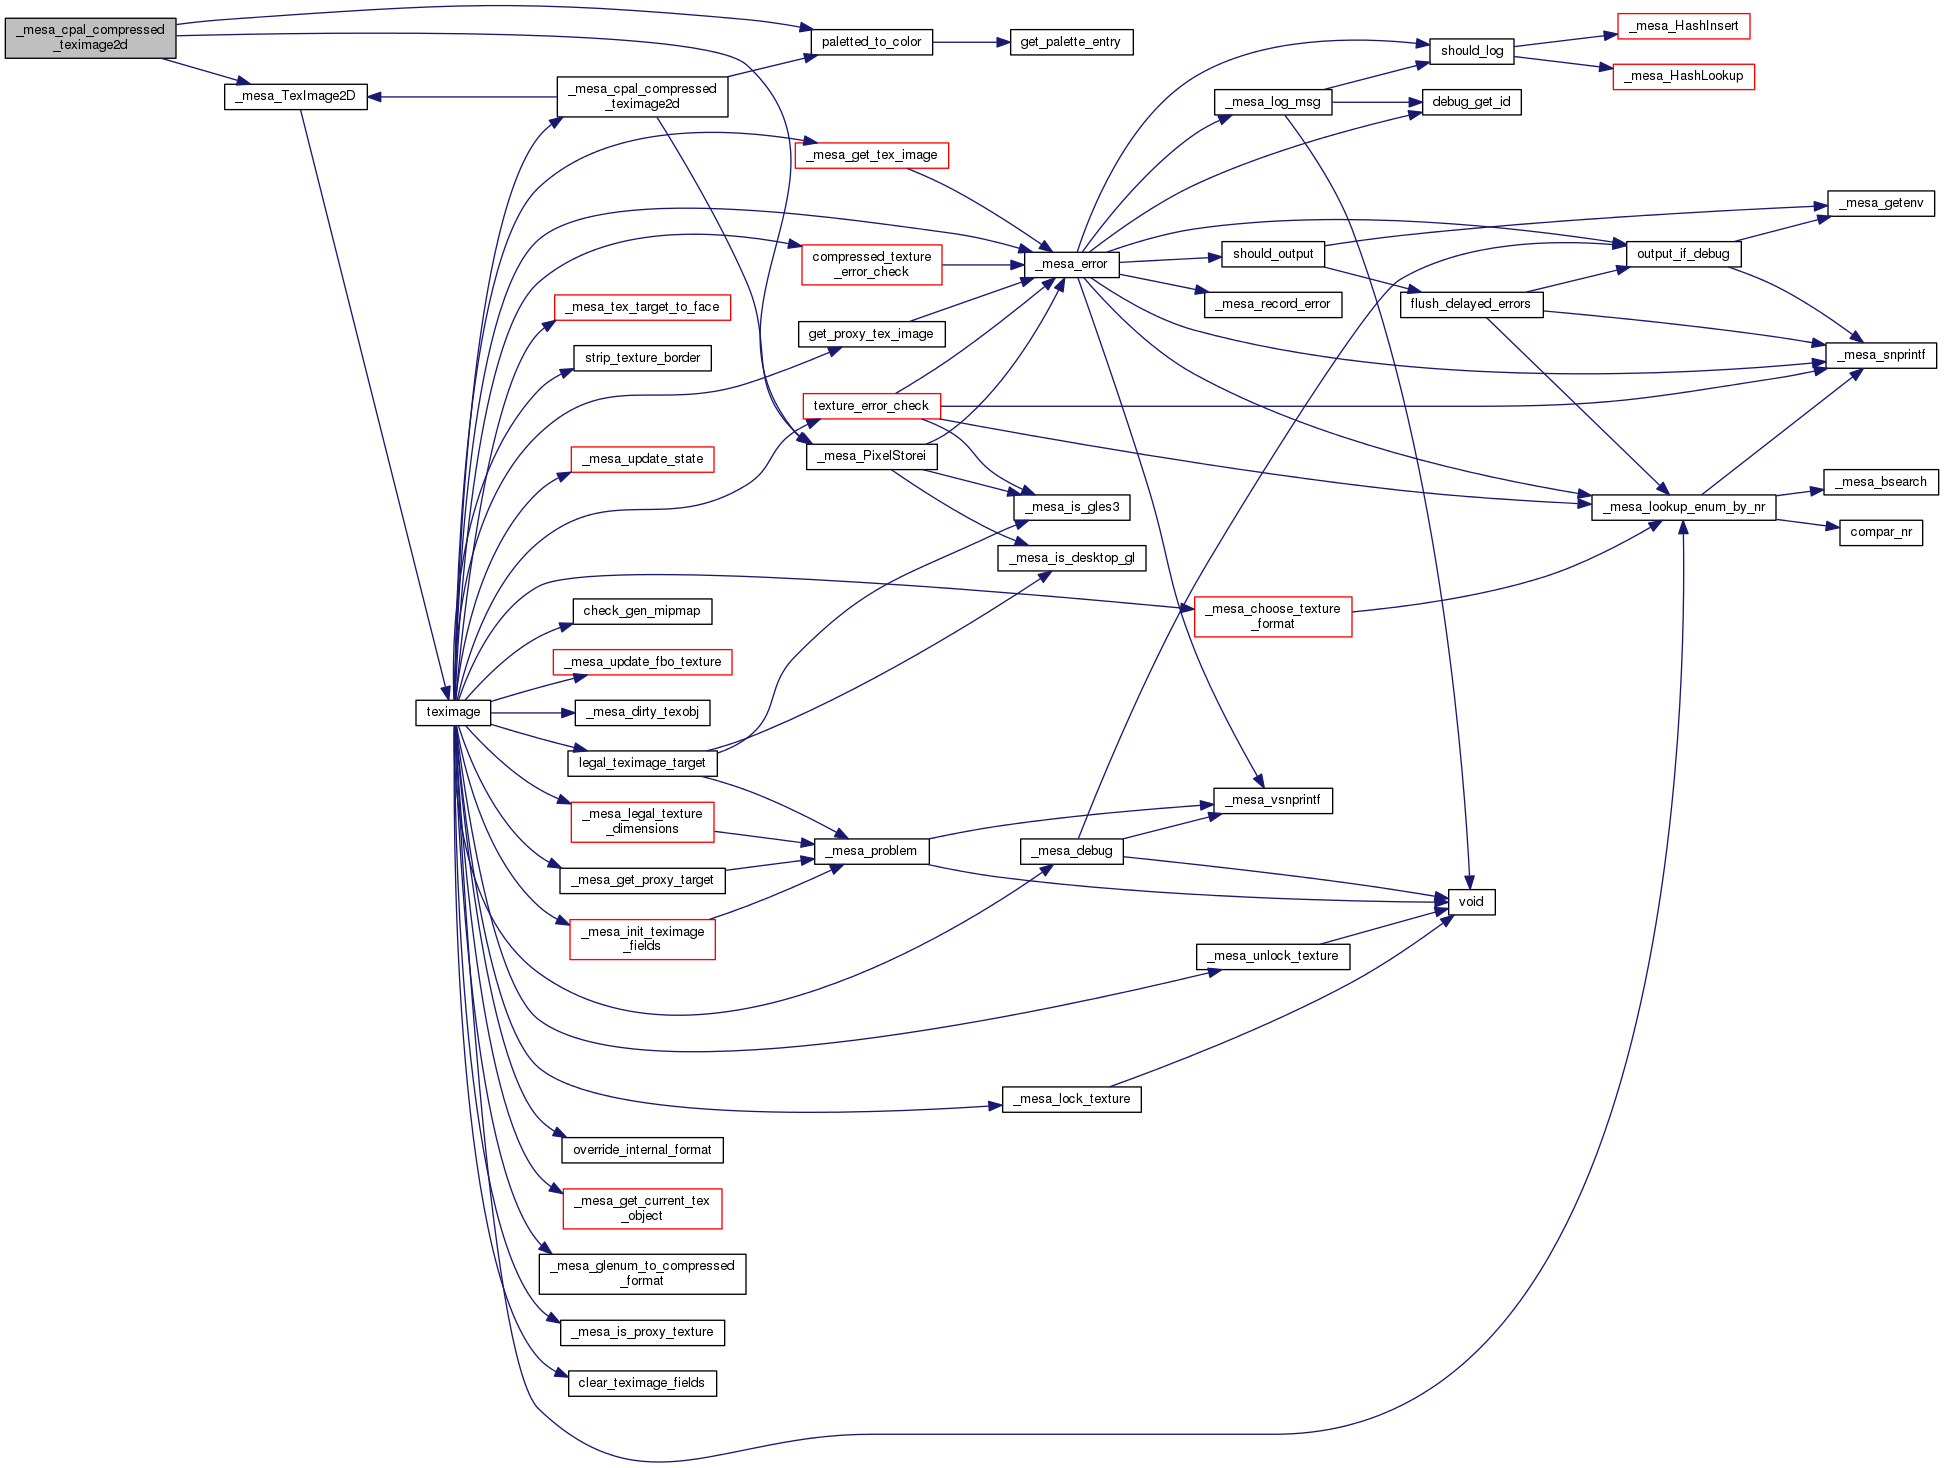 _mesa_cpal_compressed
_teximage2d
_mesa_TexImage2D
teximage
_mesa_cpal_compressed
_teximage2d
_mesa_tex_target_to_face
strip_texture_border
_mesa_update_state
check_gen_mipmap
_mesa_update_fbo_texture
_mesa_dirty_texobj
legal_teximage_target
_mesa_legal_texture
_dimensions
_mesa_get_proxy_target
_mesa_init_teximage
_fields
override_internal_format
_mesa_get_current_tex
_object
_mesa_glenum_to_compressed
_format
_mesa_is_proxy_texture
clear_teximage_fields
paletted_to_color
_mesa_get_tex_image
compressed_texture
_error_check
get_proxy_tex_image
texture_error_check
_mesa_PixelStorei
_mesa_problem
get_palette_entry
_mesa_error
_mesa_is_gles3
_mesa_is_desktop_gl
_mesa_debug
_mesa_lock_texture
_mesa_log_msg
should_output
_mesa_record_error
_mesa_choose_texture
_format
_mesa_vsnprintf
_mesa_unlock_texture
should_log
debug_get_id
flush_delayed_errors
void
_mesa_HashInsert
_mesa_HashLookup
output_if_debug
_mesa_lookup_enum_by_nr
_mesa_getenv
_mesa_snprintf
_mesa_bsearch
compar_nr